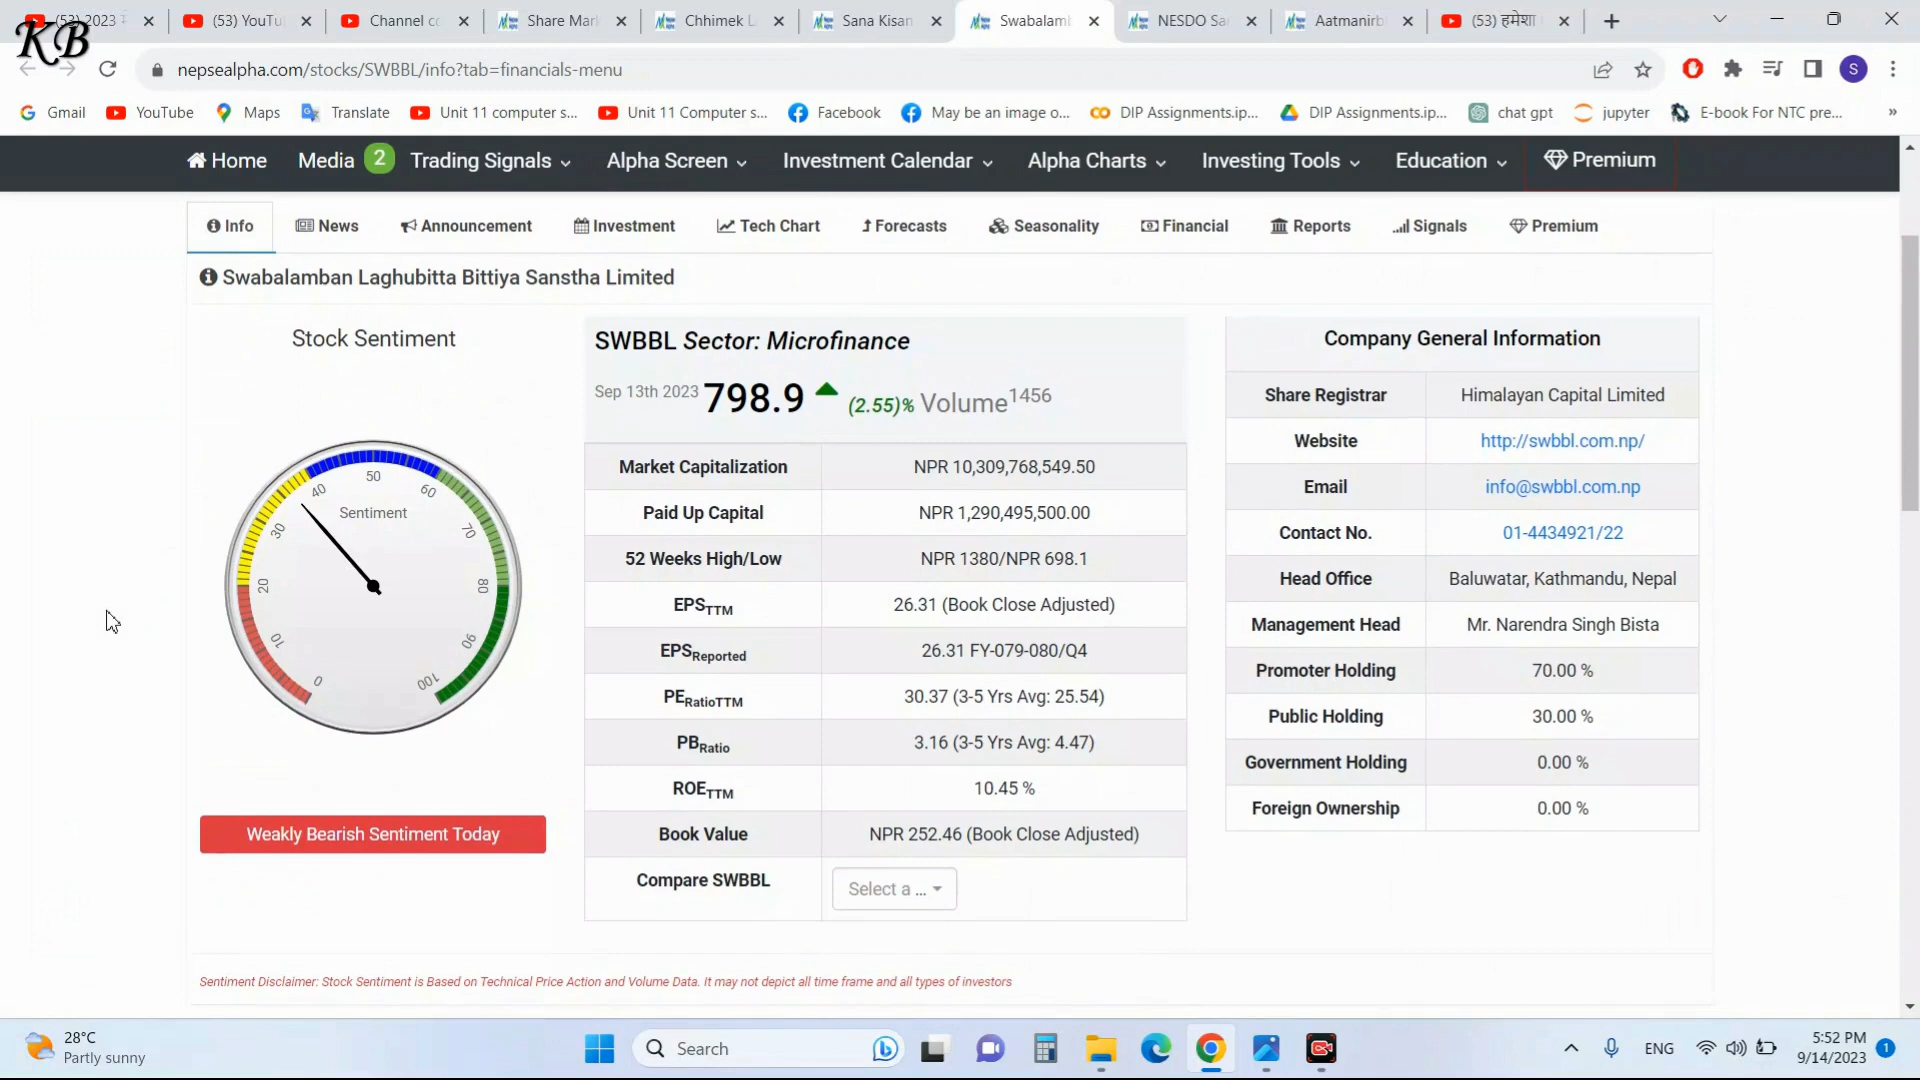 KB
(53) 2023
(53) YouTu
Channel co
Share Mark
Chhimek L
Sana Kisan
Swabalamb
NESDO Sa
Aatmanirb
(53) हमेशा
nepsealpha.com/stocks/SWBBL/info?tab=financials-menu
S
Gmail
YouTube
Maps
Translate
Unit 11 computer s...
Unit 11 Computer s...
Facebook
May be an image o...
DIP Assignments.ip...
DIP Assignments.ip...
chat gpt
jupyter
E-book For NTC pre...
»
Home
Media 2
Trading Signals
Alpha Screen
Investment Calendar
Alpha Charts
Investing Tools
Education
Premium
Info
News
Announcement
Investment
Tech Chart
Forecasts
Seasonality
Financial
Reports
Signals
Premium
Swabalamban Laghubitta Bittiya Sanstha Limited
Stock Sentiment
0 10 20 30 40 50 60 70 80 90 100
Sentiment
Weakly Bearish Sentiment Today
SWBBL Sector: Microfinance
Sep 13th 2023 798.9 (2.55)% Volume 1456
Market Capitalization NPR 10,309,768,549.50
Paid Up Capital NPR 1,290,495,500.00
52 Weeks High/Low NPR 1380/NPR 698.1
EPSTTM 26.31 (Book Close Adjusted)
EPSReported 26.31 FY-079-080/Q4
PERatioTTM 30.37 (3-5 Yrs Avg: 25.54)
PBRatio 3.16 (3-5 Yrs Avg: 4.47)
ROETTM 10.45 %
Book Value NPR 252.46 (Book Close Adjusted)
Compare SWBBL Select a ...
Company General Information
Share Registrar Himalayan Capital Limited
Website http://swbbl.com.np/
Email info@swbbl.com.np
Contact No. 01-4434921/22
Head Office Baluwatar, Kathmandu, Nepal
Management Head Mr. Narendra Singh Bista
Promoter Holding 70.00 %
Public Holding 30.00 %
Government Holding 0.00 %
Foreign Ownership 0.00 %
Sentiment Disclaimer: Stock Sentiment is Based on Technical Price Action and Volume Data. It may not depict all time frame and all types of investors
28°C
Partly sunny
Search
ENG
5:52 PM
9/14/2023
1